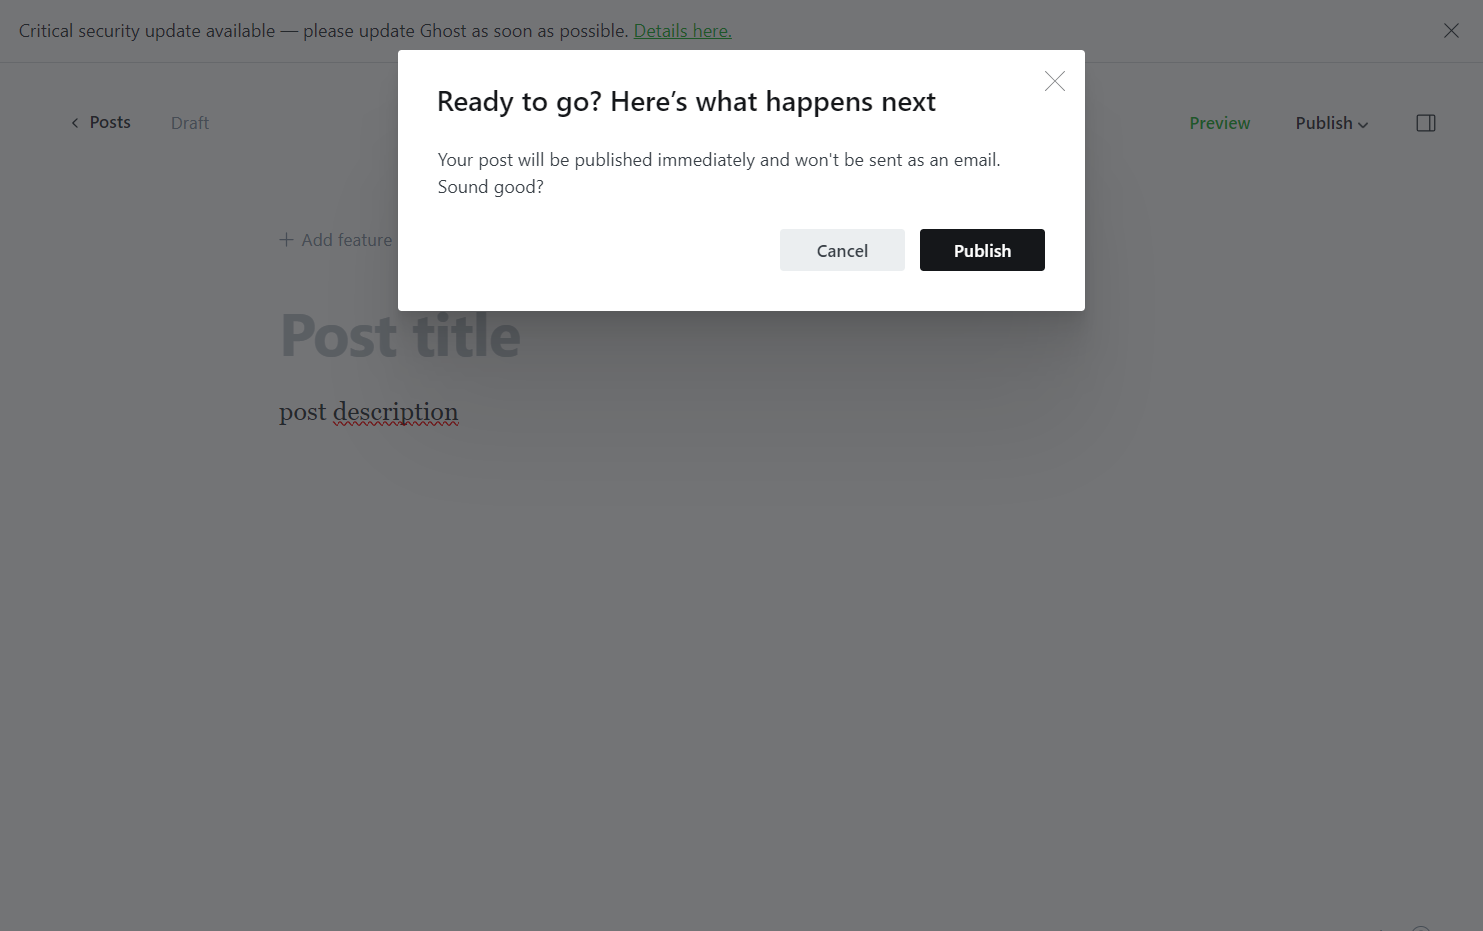 Critical security update available — please update Ghost as soon as possible. Details here.
Ready to go? Here’s what happens next
Posts
Draft
Preview
Publish
Your post will be published immediately and won't be sent as an email.
Sound good?
Add feature
Cancel
Publish
Post title
post description